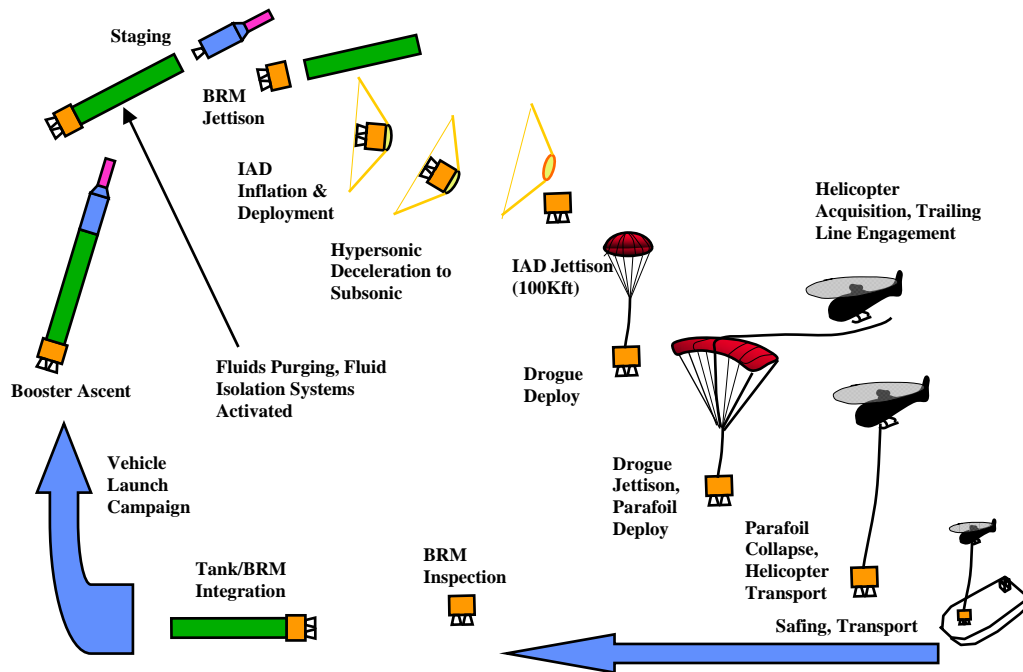 Staging
BRM
Jettison
IAD
Inflation &
Deployment
Hypersonic
Deceleration to
Subsonic
IAD Jettison
(100Kft)
Helicopter
Acquisition, Trailing
Line Engagement
Booster Ascent
Fluids Purging, Fluid
Isolation Systems
Activated
Drogue
Deploy
Drogue
Jettison,
Parafoil
Deploy
Parafoil
Collapse,
Helicopter
Transport
Vehicle
Launch
Campaign
Tank/BRM
Integration
BRM
Inspection
Safing, Transport